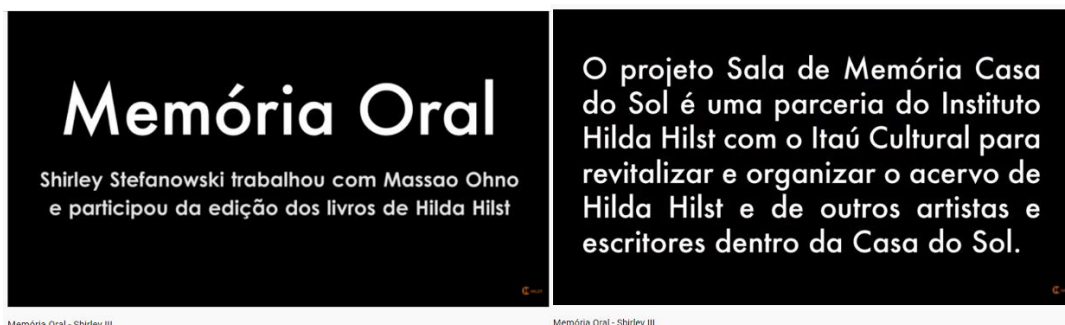 Memória Oral
Shirley Stefanowski trabalhou com Massao Ohno
e participou da edição dos livros de Hilda Hilst
Memória Oral - Shirley III
O projeto Sala de Memória Casa
do Sol é uma parceria do Instituto
Hilda Hilst com o Itaú Cultural para
revitalizar e organizar o acervo de
Hilda Hilst e de outros artistas e
escritores dentro da Casa do Sol.
Memória Oral - Shirley III